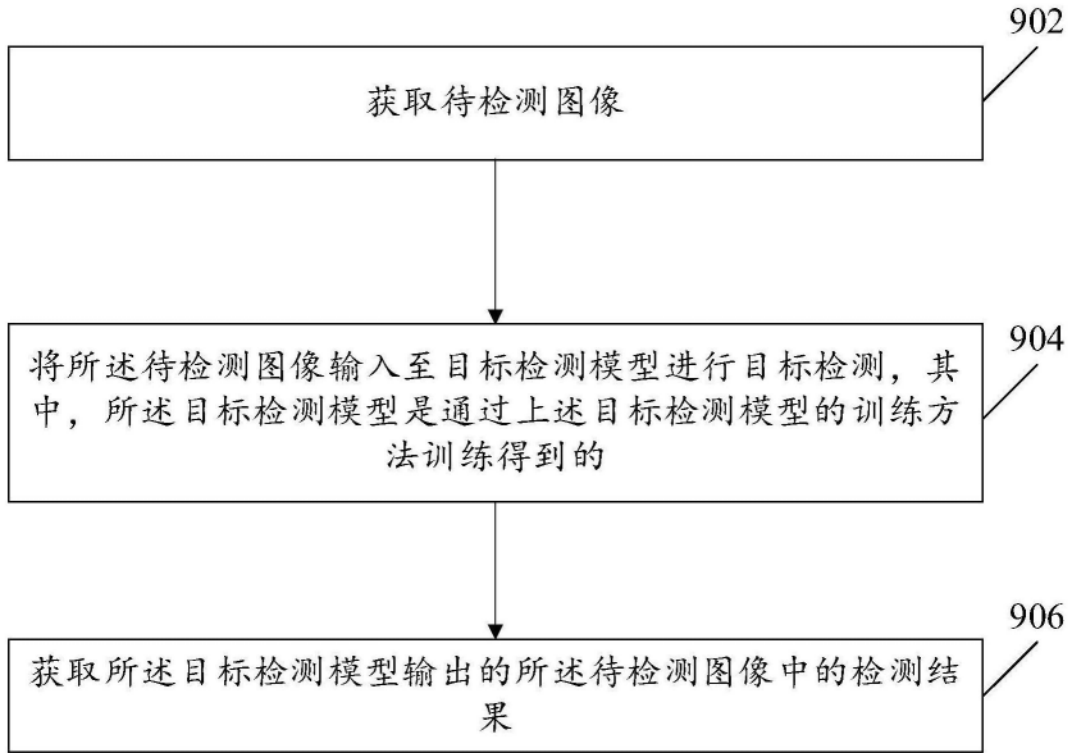 902
获取待检测图像
904
将所述待检测图像输入至目标检测模型进行目标检测，其
中，所述目标检测模型是通过上述目标检测模型的训练方
法训练得到的
906
获取所述目标检测模型输出的所述待检测图像中的检测结
果